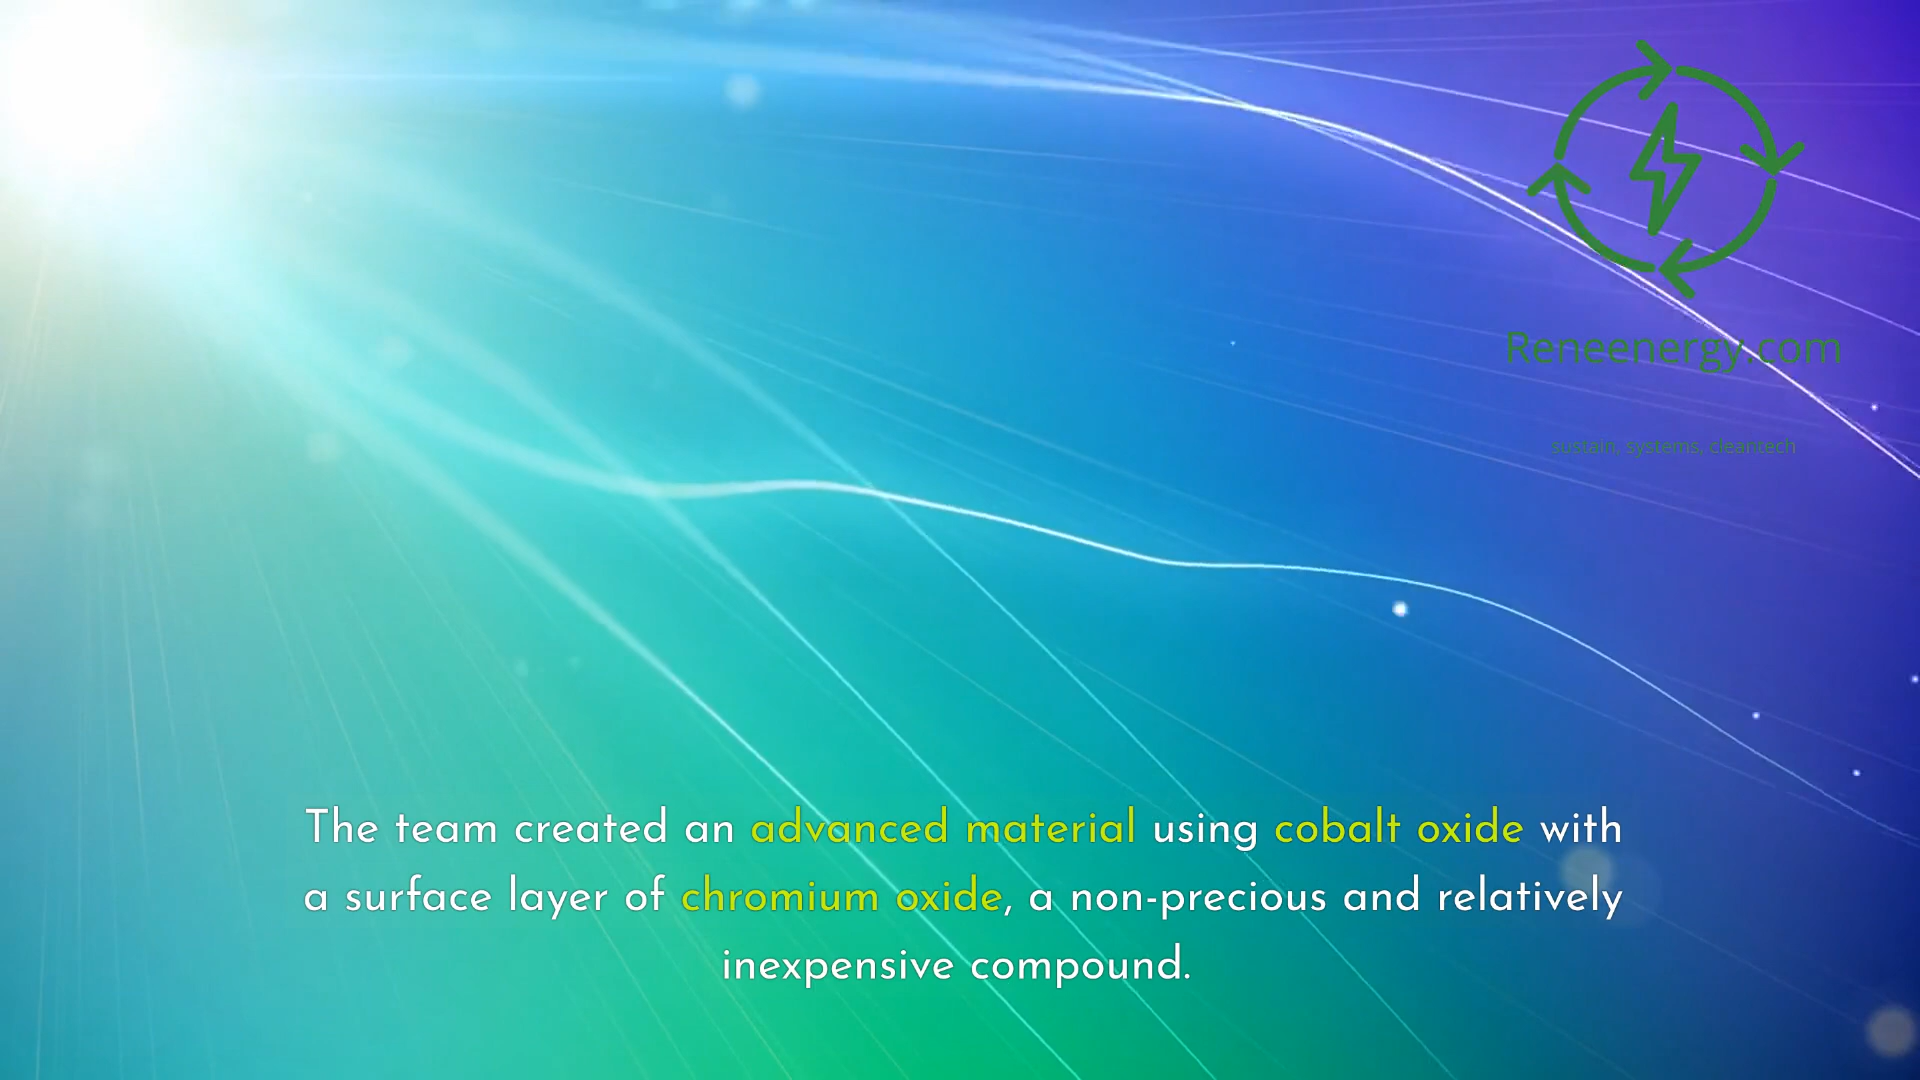 Reneenergy.com
sustain, systems, cleantech
The team created an advanced material using cobalt oxide with
a surface layer of chromium oxide, a non-precious and relatively
inexpensive compound.